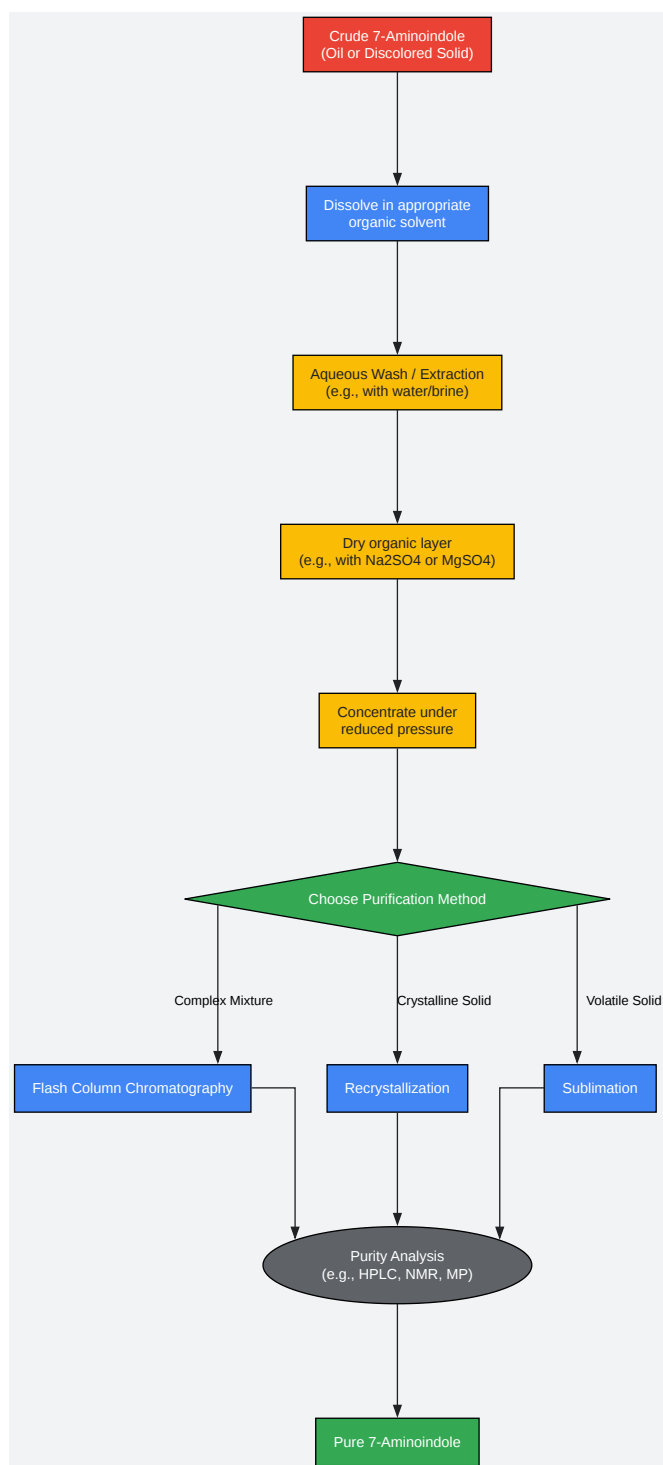 Crude 7-Aminoindole
(Oil or Discolored Solid)
Dissolve in appropriate
organic solvent
Aqueous Wash / Extraction
(e.g., with water/brine)
Dry organic layer
(e.g., with Na2SO4 or MgSO4)
Concentrate under
reduced pressure
Choose Purification Method
Complex Mixture
Crystalline Solid
Volatile Solid
Flash Column Chromatography
Recrystallization
Sublimation
Purity Analysis
(e.g., HPLC, NMR, MP)
Pure 7-Aminoindole